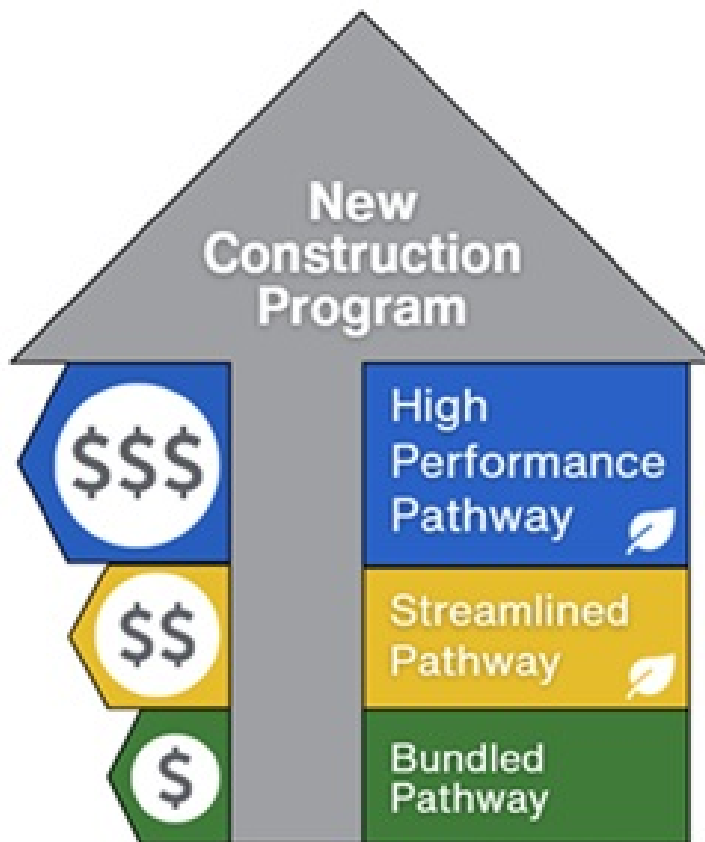 New
Construction
Program
$$$
High
Performance
Pathway
$$
Streamlined
Pathway
$
Bundled
Pathway